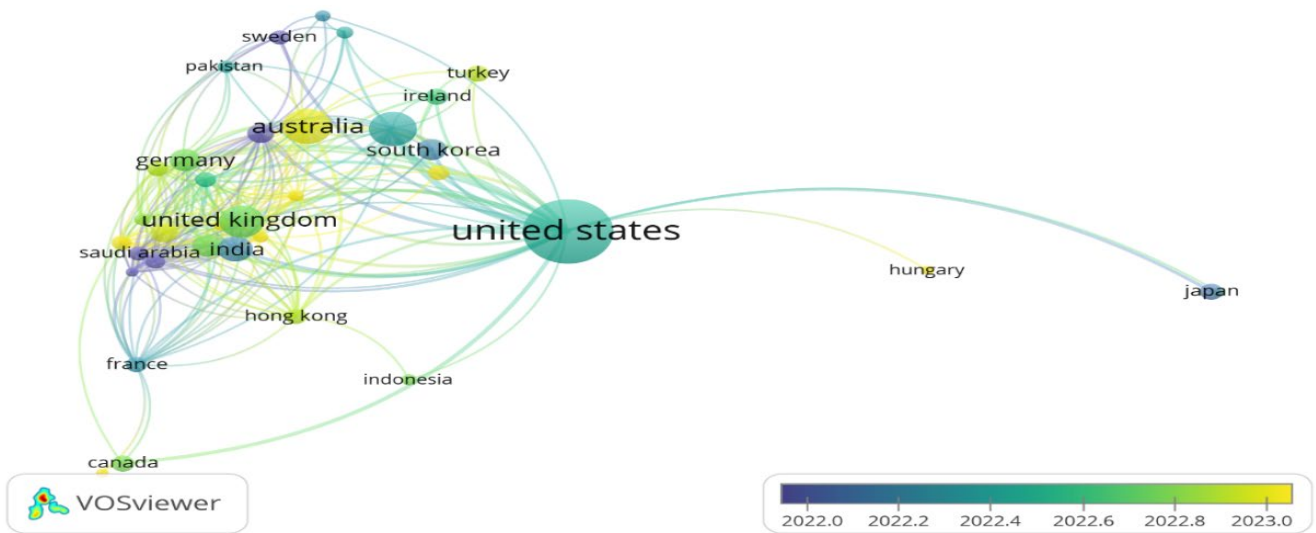 sweden
pakistan
turkey
ireland
australia
south korea
germany
united kingdom
united states
saudi arabia
india
hungary
japan
hong kong
france
indonesia
canada
VOSviewer
2022.0 2022.2 2022.4 2022.6 2022.8 2023.0